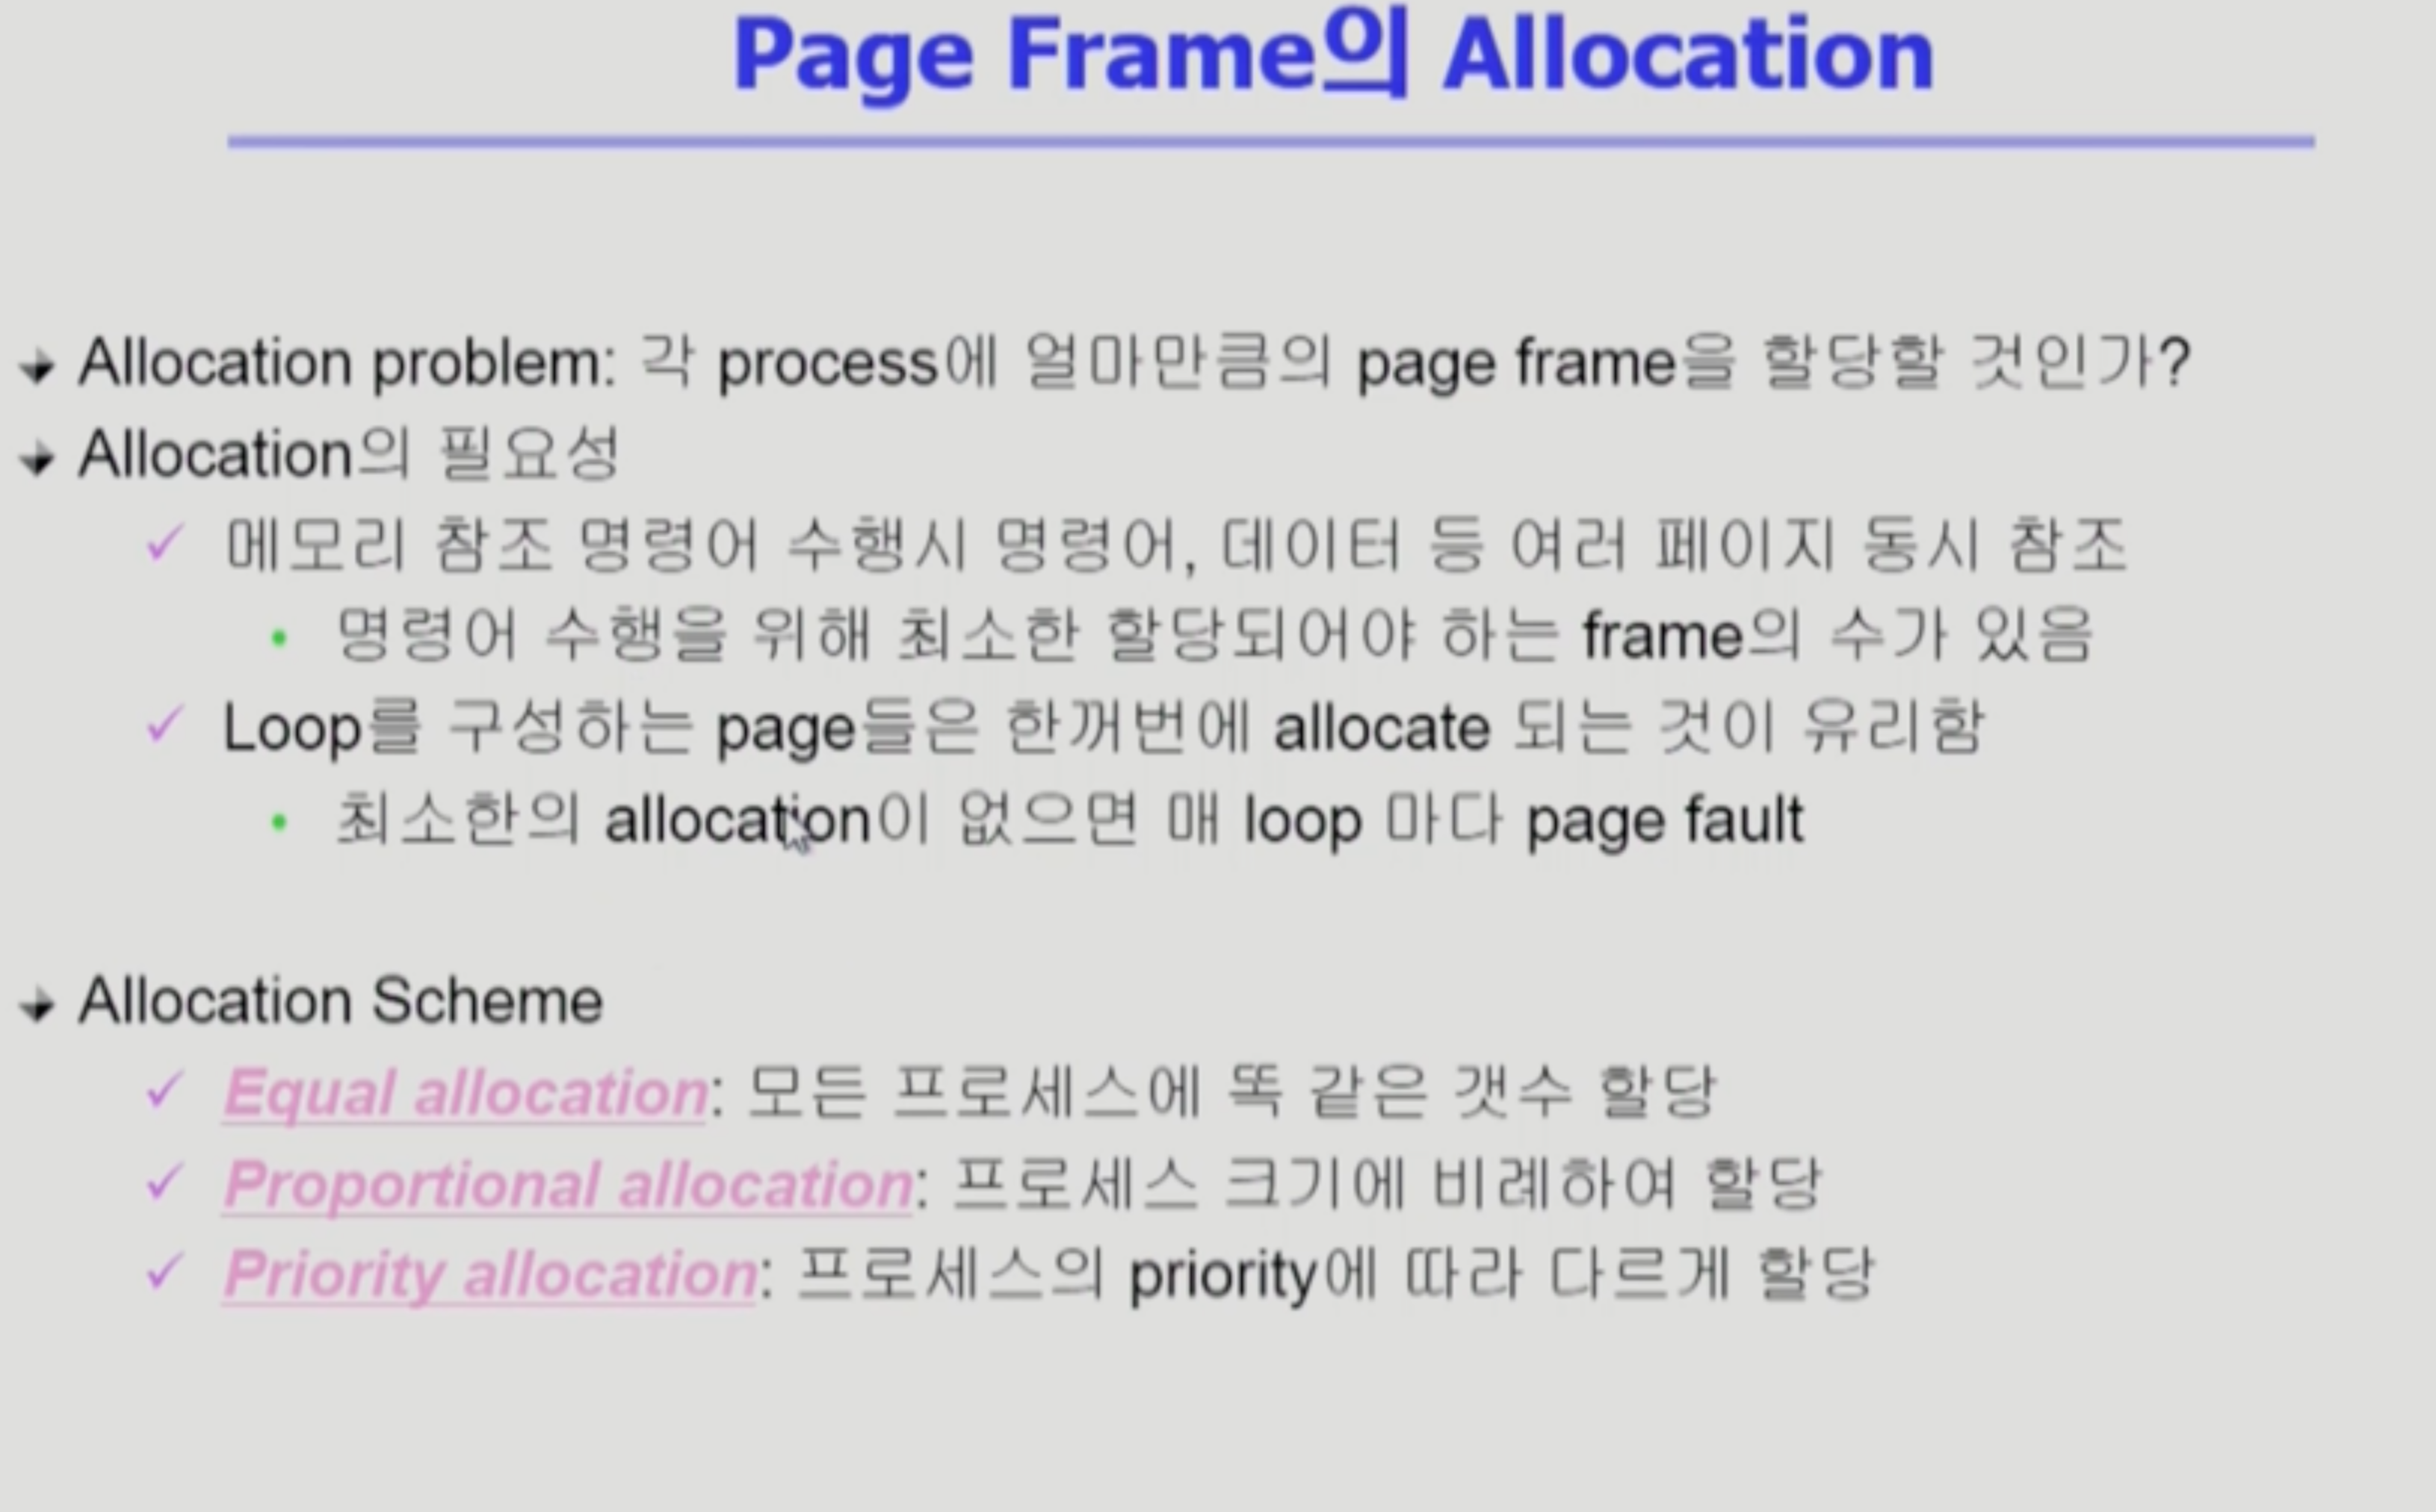 Page Frame의 Allocation
Allocation problem: 각 process에 얼마만큼의 page frame을 할당할 것인가?
Allocation의 필요성
메모리 참조 명령어 수행시 명령어, 데이터 등 여러 페이지 동시 참조
명령어 수행을 위해 최소한 할당되어야 하는 frame의 수가 있음
Loop를 구성하는 page들은 한꺼번에 allocate 되는 것이 유리함
최소한의 allocation이 없으면 매 loop 마다 page fault
Allocation Scheme
Equal allocation: 모든 프로세스에 똑 같은 갯수 할당
Proportional allocation: 프로세스 크기에 비례하여 할당
Priority allocation: 프로세스의 priority에 따라 다르게 할당